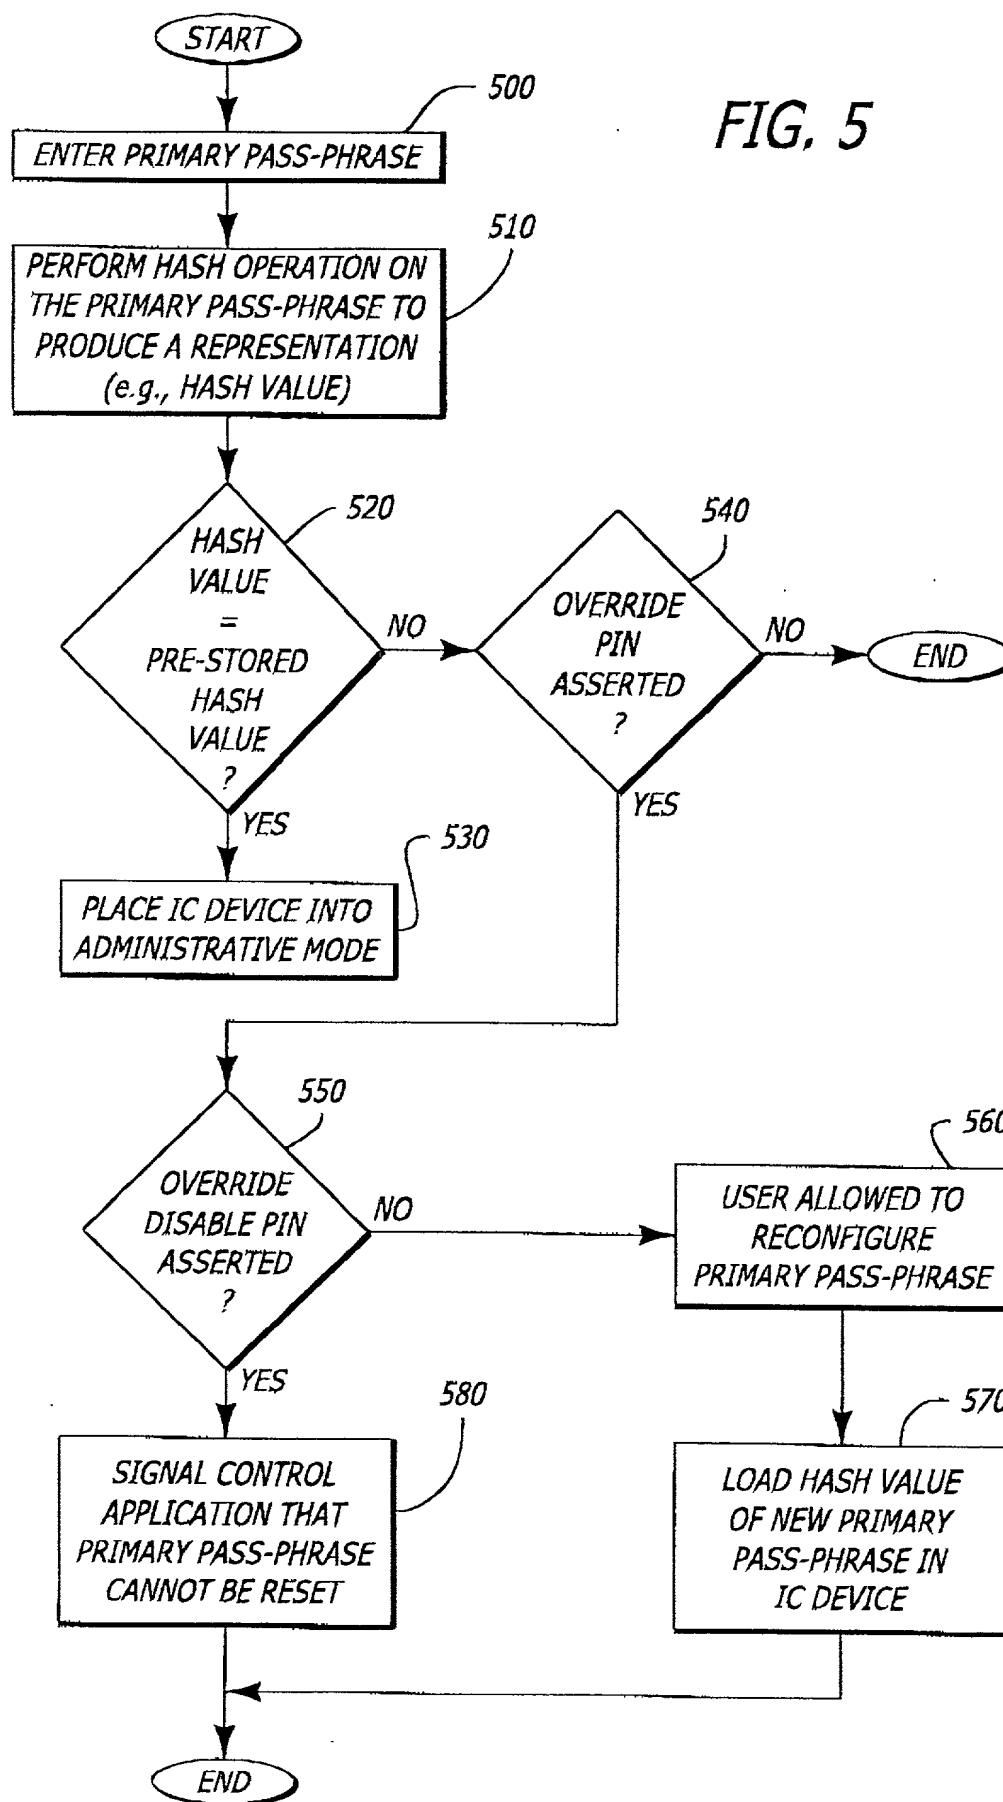 START
FIG. 5
500
ENTER PRIMARY PASS-PHRASE
510
PERFORM HASH OPERATION ON
THE PRIMARY PASS-PHRASE TO
PRODUCE A REPRESENTATION
(e.g., HASH VALUE)
520
HASH
VALUE
=
PRE-STORED
HASH
VALUE
?
NO
YES
540
OVERRIDE
PIN
ASSERTED
?
NO
END
YES
530
PLACE IC DEVICE INTO
ADMINISTRATIVE MODE
550
OVERRIDE
DISABLE PIN
ASSERTED
?
NO
YES
560
USER ALLOWED TO
RECONFIGURE
PRIMARY PASS-PHRASE
570
LOAD HASH VALUE
OF NEW PRIMARY
PASS-PHRASE IN
IC DEVICE
580
SIGNAL CONTROL
APPLICATION THAT
PRIMARY PASS-PHRASE
CANNOT BE RESET
END